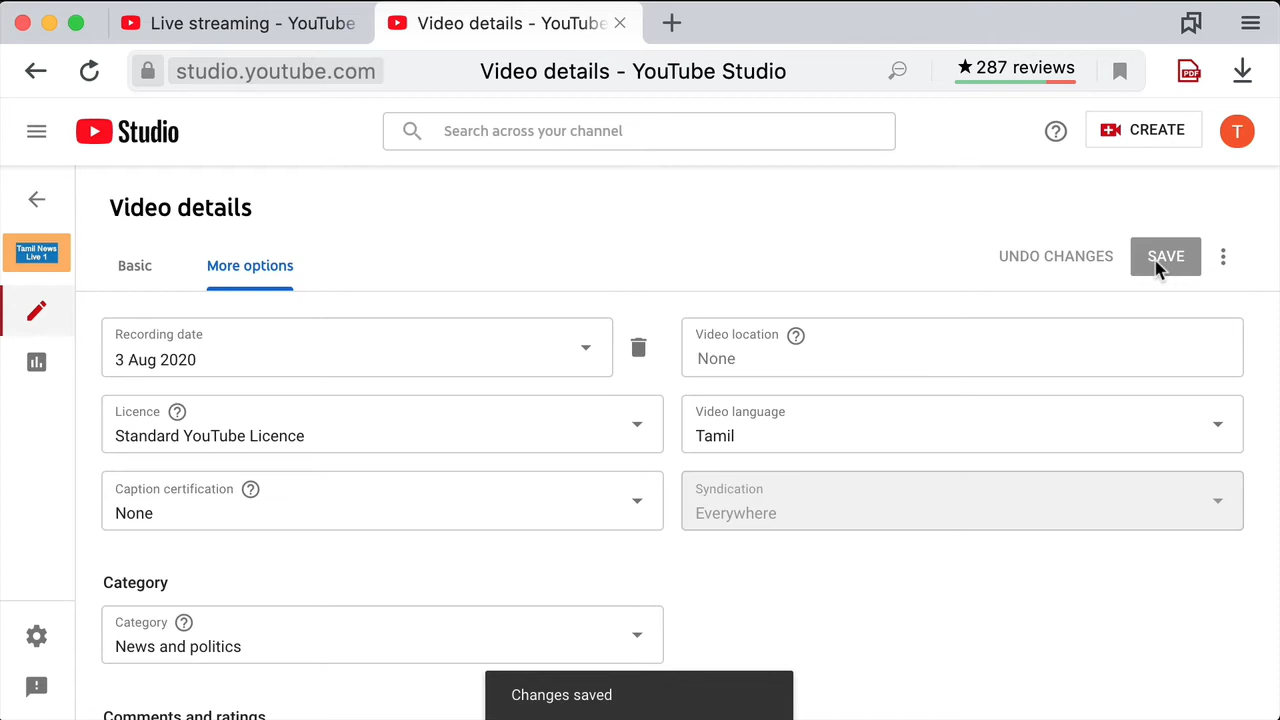 Live streaming - YouTube
Video details - YouTube
studio.youtube.com
Video details - YouTube Studio
★ 287 reviews
PDF
Studio
Search across your channel
CREATE
T
Video details
Tamil News
Live 1
Basic
More options
UNDO CHANGES
SAVE
Recording date
3 Aug 2020
Video location
None
Licence
Standard YouTube Licence
Video language
Tamil
Caption certification
None
Syndication
Everywhere
Category
Category
News and politics
Changes saved
Comments and ratings